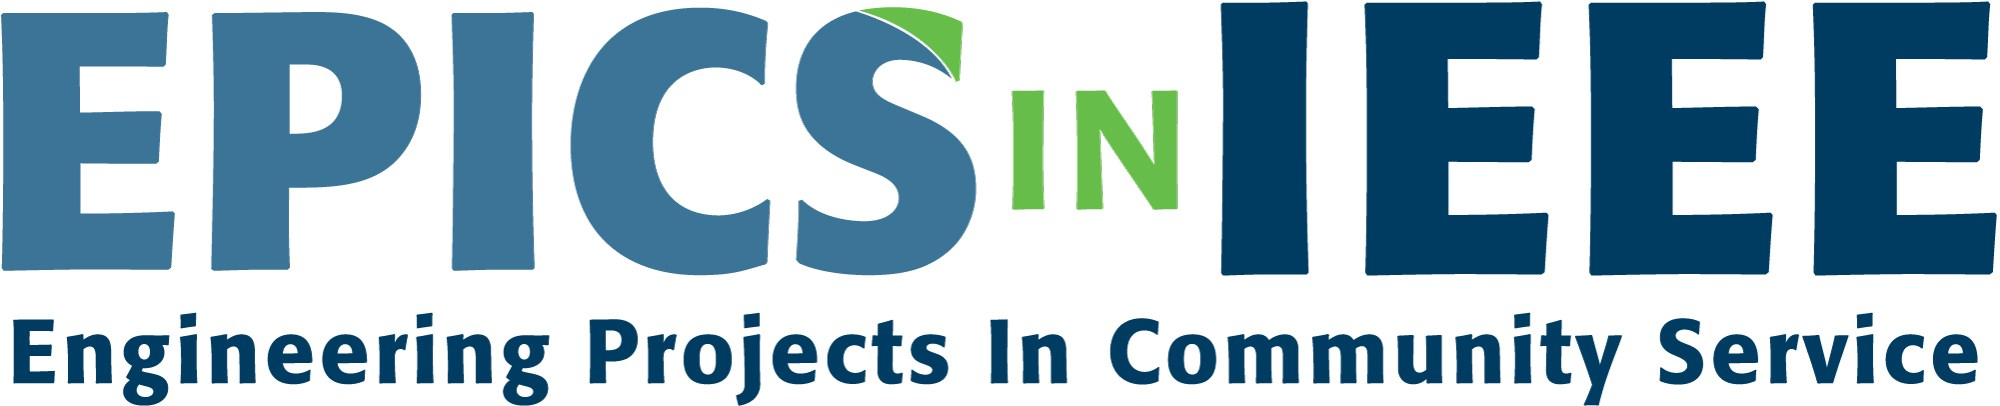 EPICS IN IEEE
Engineering Projects In Community Service